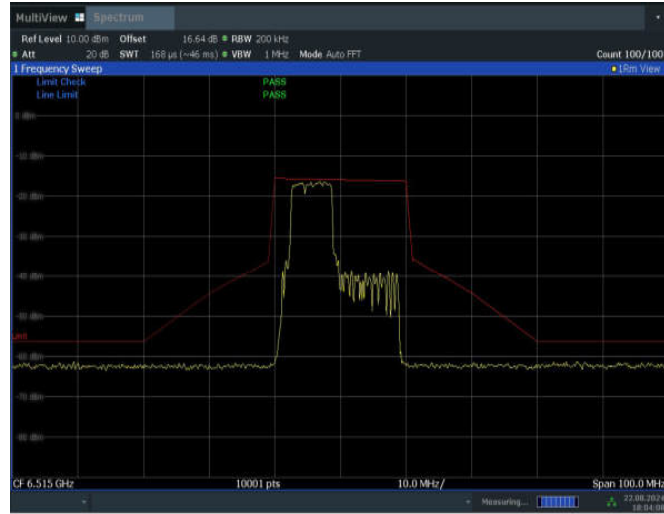 MultiView Spectrum
Ref Level 10.00 dBm Offset 16.64 dB RBW 200 kHz
Att 20 dB SWT 168 µs (~46 ms) VBW 1 MHz Mode Auto FFT Count 100/100
1 Frequency Sweep 1Rm View
Limit Check PASS
Line Limit PASS
0 dBm
-10 dBm
-20 dBm
-30 dBm
-40 dBm
-50 dBm
-60 dBm
-70 dBm
-80 dBm
CF 6.515 GHz 10001 pts 10.0 MHz/ Span 100.0 MHz
Measuring... 22.08.2024